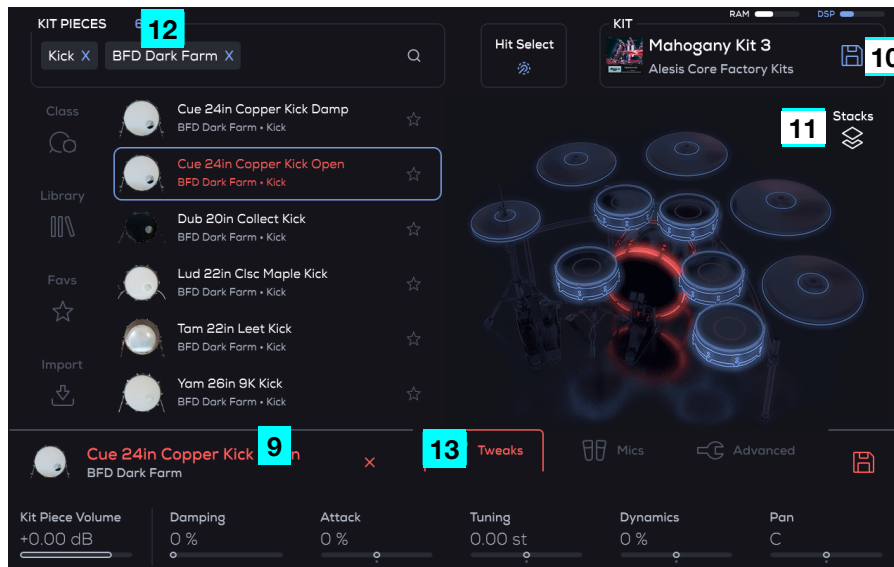 RAM DSP
KIT PIECES 12
KIT
Kick X BFD Dark Farm X
Hit Select
Mahogany Kit 3
Alesis Core Factory Kits
10
Class
Cue 24in Copper Kick Damp
BFD Dark Farm • Kick
11 Stacks
Cue 24in Copper Kick Open
BFD Dark Farm • Kick
Library
Dub 20in Collect Kick
BFD Dark Farm • Kick
Favs
Lud 22in Clsc Maple Kick
BFD Dark Farm • Kick
Tam 22in Leet Kick
BFD Dark Farm • Kick
Import
Yam 26in 9K Kick
BFD Dark Farm • Kick
Cue 24in Copper Kick 9 n X
BFD Dark Farm
13 Tweaks Mics Advanced
Kit Piece Volume Damping Attack Tuning Dynamics Pan
+0.00 dB 0 % 0 % 0.00 st 0 % C